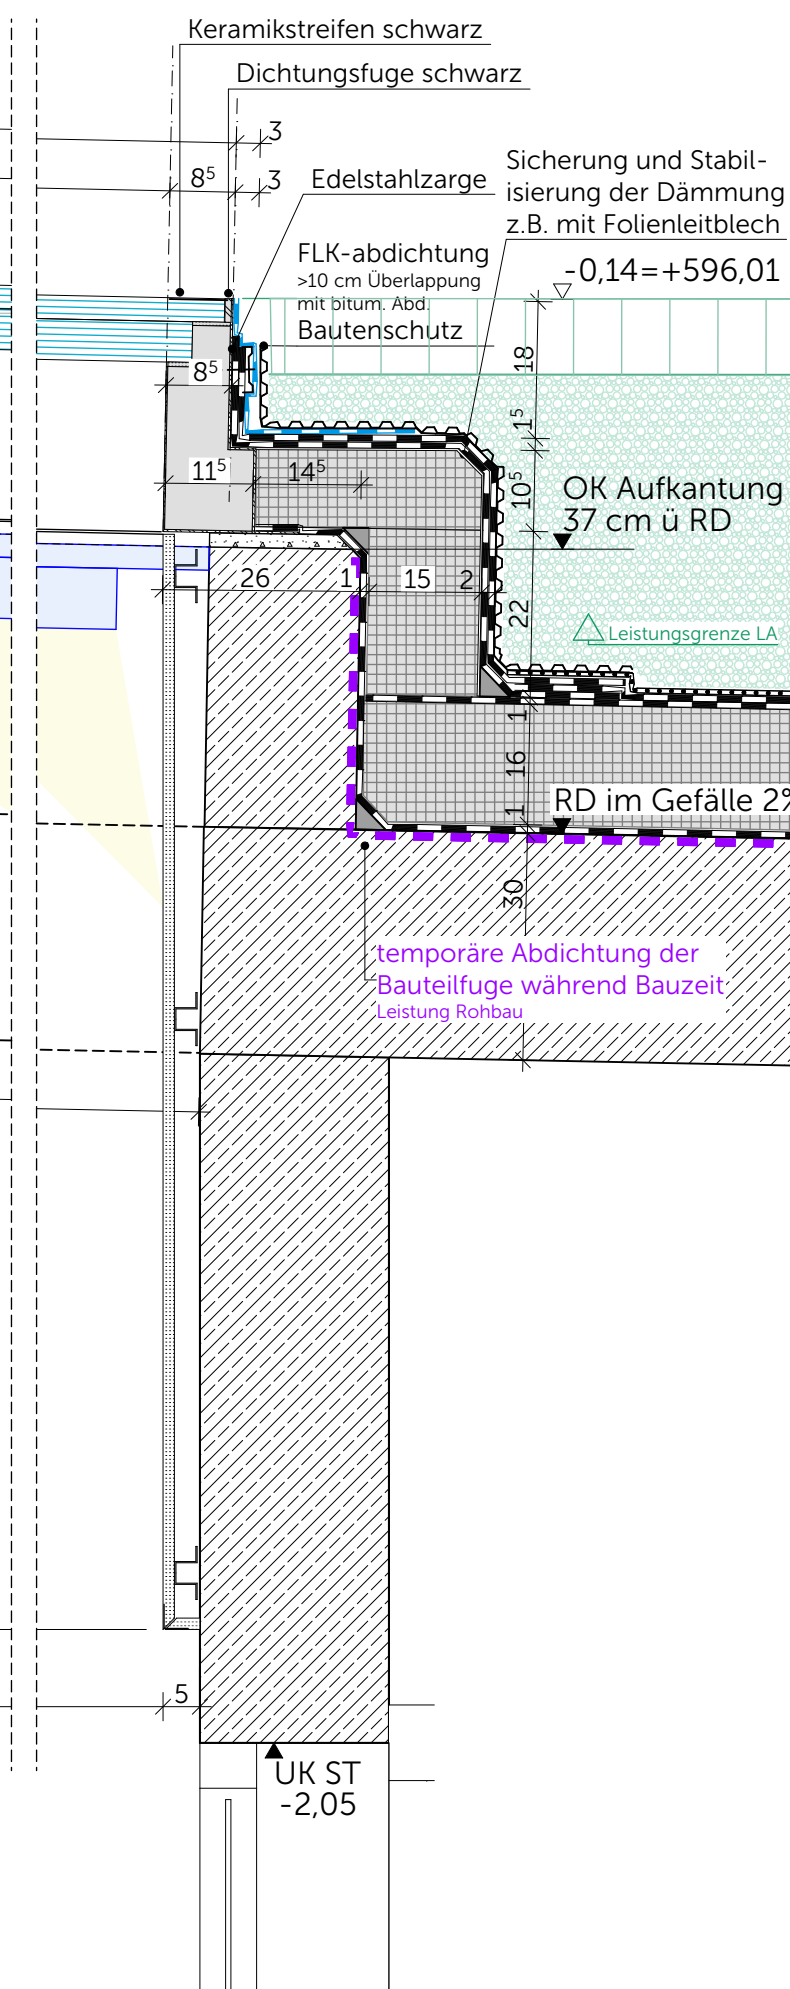 Keramikstreifen schwarz
Dichtungsfuge schwarz
3
8⁵
3
Edelstahlzarge
Sicherung und Stabil-
isierung der Dämmung
z.B. mit Folienleitblech
FLK-abdichtung
>10 cm Überlappung
mit bitum. Abd.
Bautenschutz
-0,14=+596,01
18
8⁵
1⁵
11⁵
14⁵
10⁵
OK Aufkantung
37 cm ü RD
26
1
15
2
22
Leistungsgrenze LA
1
16
1
RD im Gefälle 2%
30
temporäre Abdichtung der
Bauteilfuge während Bauzeit
Leistung Rohbau
5
UK ST
-2,05